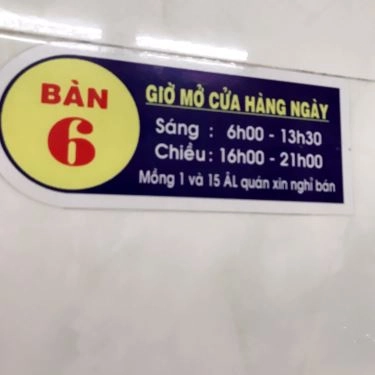 BÀN
6
GIỜ MỞ CỬA HÀNG NGÀY
Sáng : 6h00 - 13h30
Chiều : 16h00 - 21h00
Mồng 1 và 15 ÂL quán xin nghỉ bán